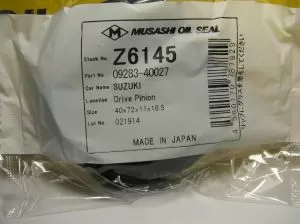 MUSASHI OIL SEAL
Stock No. Z6145
Part No 09283-40027
Car Name SUZUKI
Location Drive Pinion
Size 40x72x11x18.5
Lot No 021914
MADE IN JAPAN